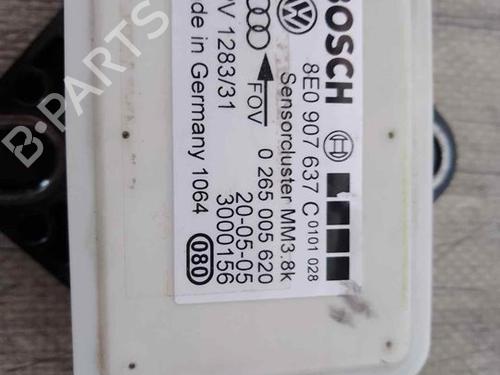 BOSCH
8E0 907 637 C 0101 028
Sensorcluster MM3.8k
FOV 0 265 005 620
1283/31 20-05-05
3000156
Made in Germany 1064 080
B-PARTS